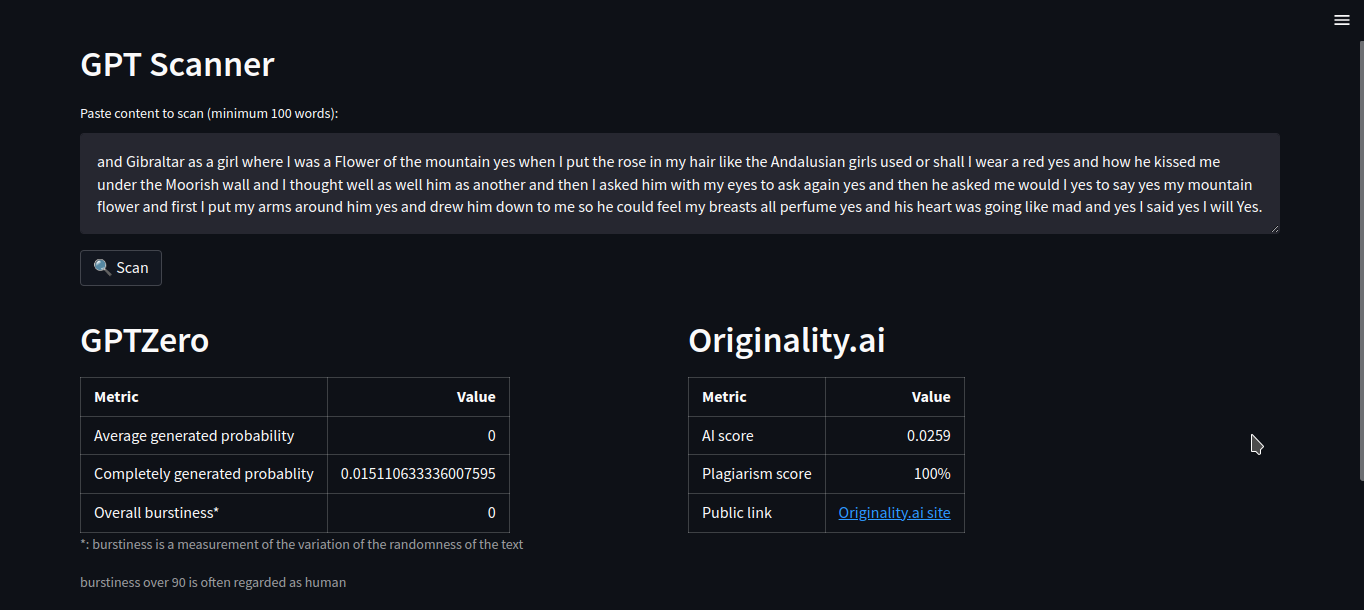 GPT Scanner
Paste content to scan (minimum 100 words):
and Gibraltar as a girl where I was a Flower of the mountain yes when I put the rose in my hair like the Andalusian girls used or shall I wear a red yes and how he kissed me
under the Moorish wall and I thought well as well him as another and then I asked him with my eyes to ask again yes and then he asked me would I yes to say yes my mountain
flower and first I put my arms around him yes and drew him down to me so he could feel my breasts all perfume yes and his heart was going like mad and yes I said yes I will Yes.
🔍 Scan
GPTZero
Metric Value
Average generated probability 0
Completely generated probablity 0.015110633336007595
Overall burstiness* 0
*: burstiness is a measurement of the variation of the randomness of the text
burstiness over 90 is often regarded as human
Originality.ai
Metric Value
AI score 0.0259
Plagiarism score 100%
Public link Originality.ai site